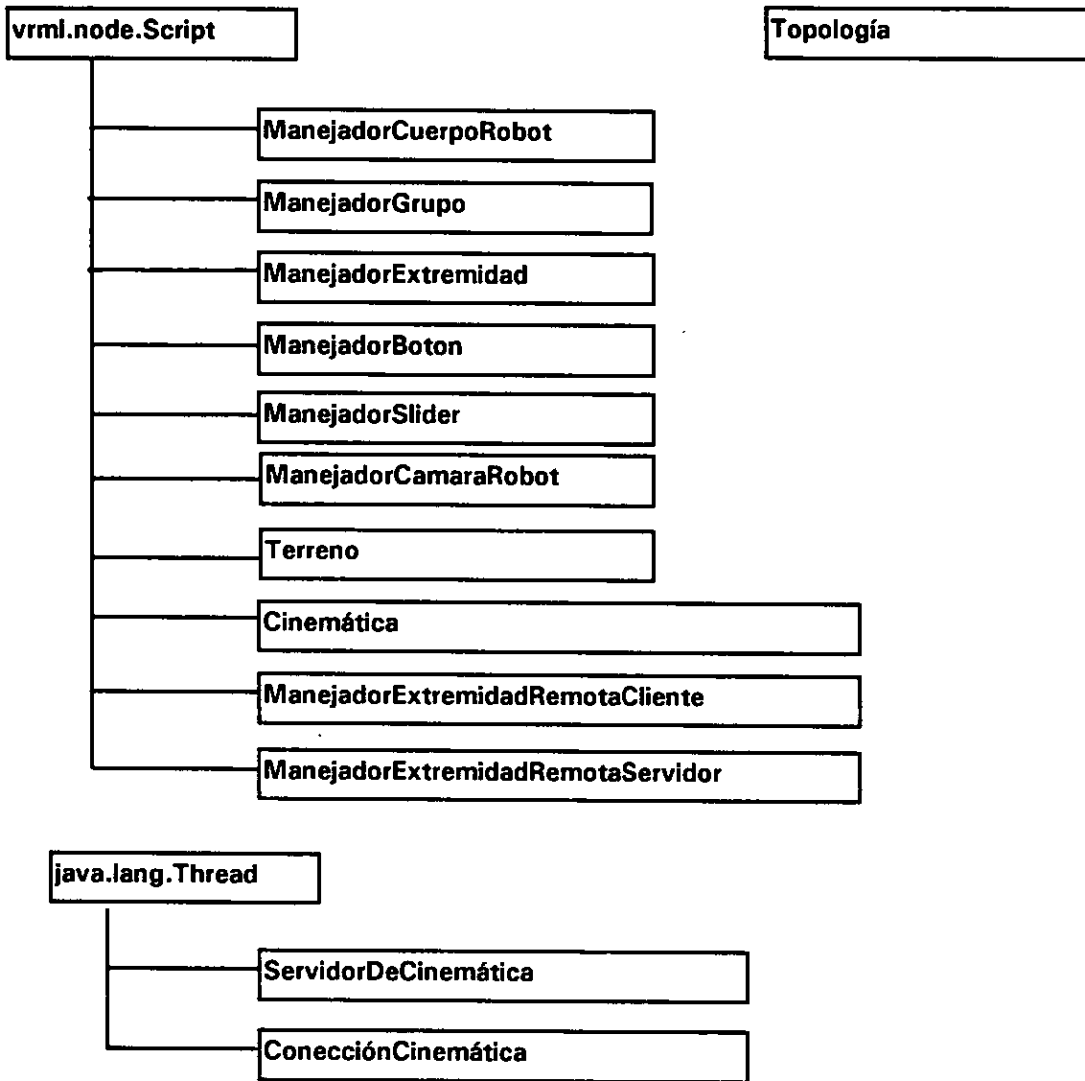 vrml.node.Script
Topología
ManejadorCuerpoRobot
ManejadorGrupo
ManejadorExtremidad
ManejadorBoton
ManejadorSlider
ManejadorCamaraRobot
Terreno
Cinemática
ManejadorExtremidadRemotaCliente
ManejadorExtremidadRemotaServidor
java.lang.Thread
ServidorDeCinemática
ConecciónCinemática